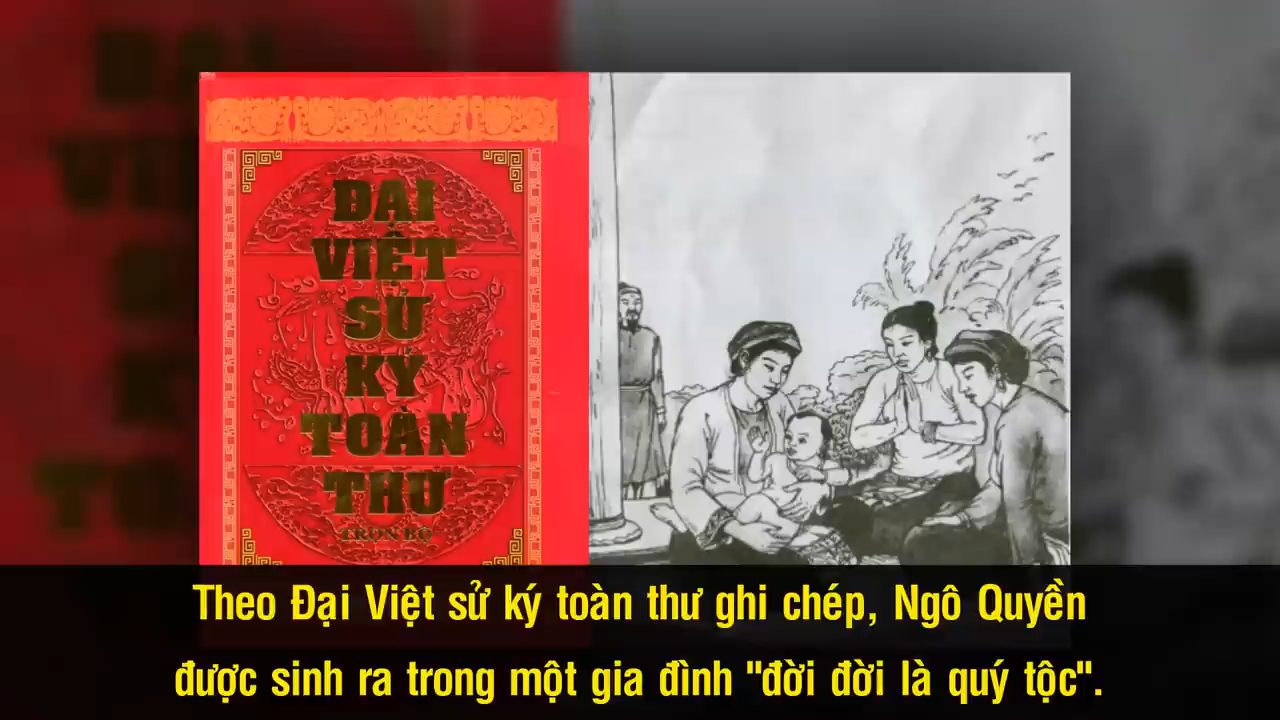 ĐẠI
VIỆT
SỬ
KÝ
TOÀN
THƯ
TRỌN BỘ
Theo Đại Việt sử ký toàn thư ghi chép, Ngô Quyền
được sinh ra trong một gia đình "đời đời là quý tộc".